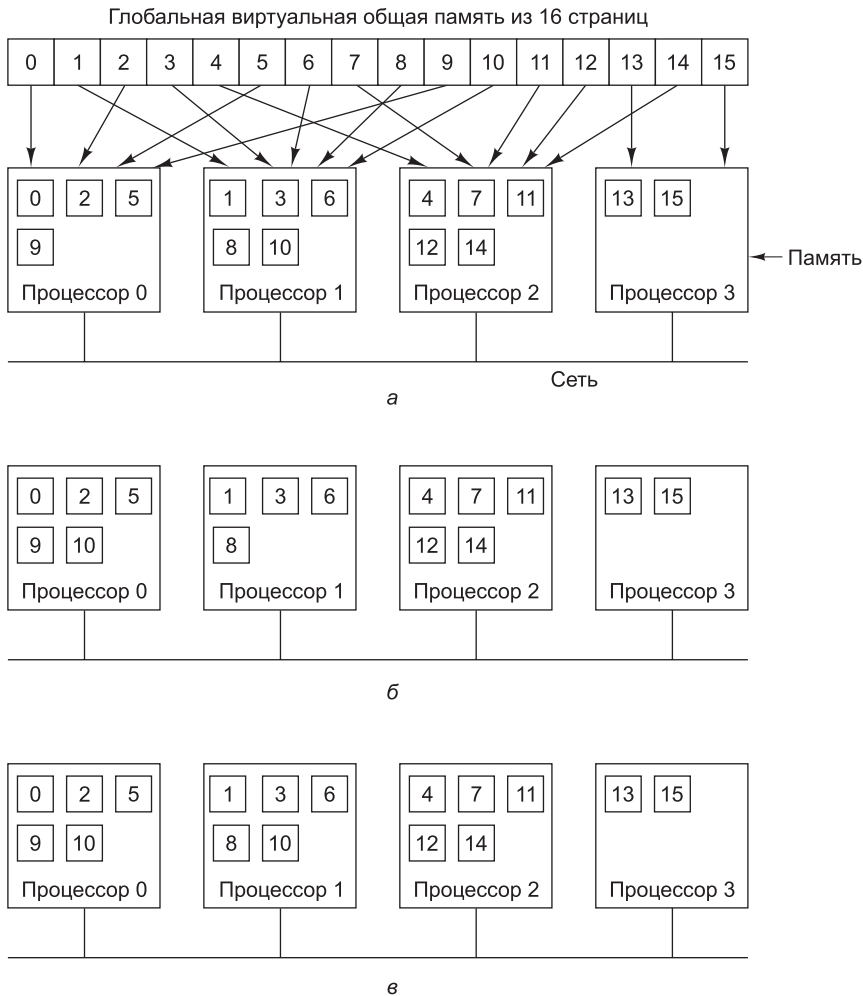 Глобальная виртуальная общая память из 16 страниц
0 1 2 3 4 5 6 7 8 9 10 11 12 13 14 15
0 2 5 1 3 6 4 7 11 13 15
9 8 10 12 14
Память
Процессор 0 Процессор 1 Процессор 2 Процессор 3
Сеть
а
0 2 5 1 3 6 4 7 11 13 15
9 10 8 12 14
Процессор 0 Процессор 1 Процессор 2 Процессор 3
б
0 2 5 1 3 6 4 7 11 13 15
9 10 8 10 12 14
Процессор 0 Процессор 1 Процессор 2 Процессор 3
в